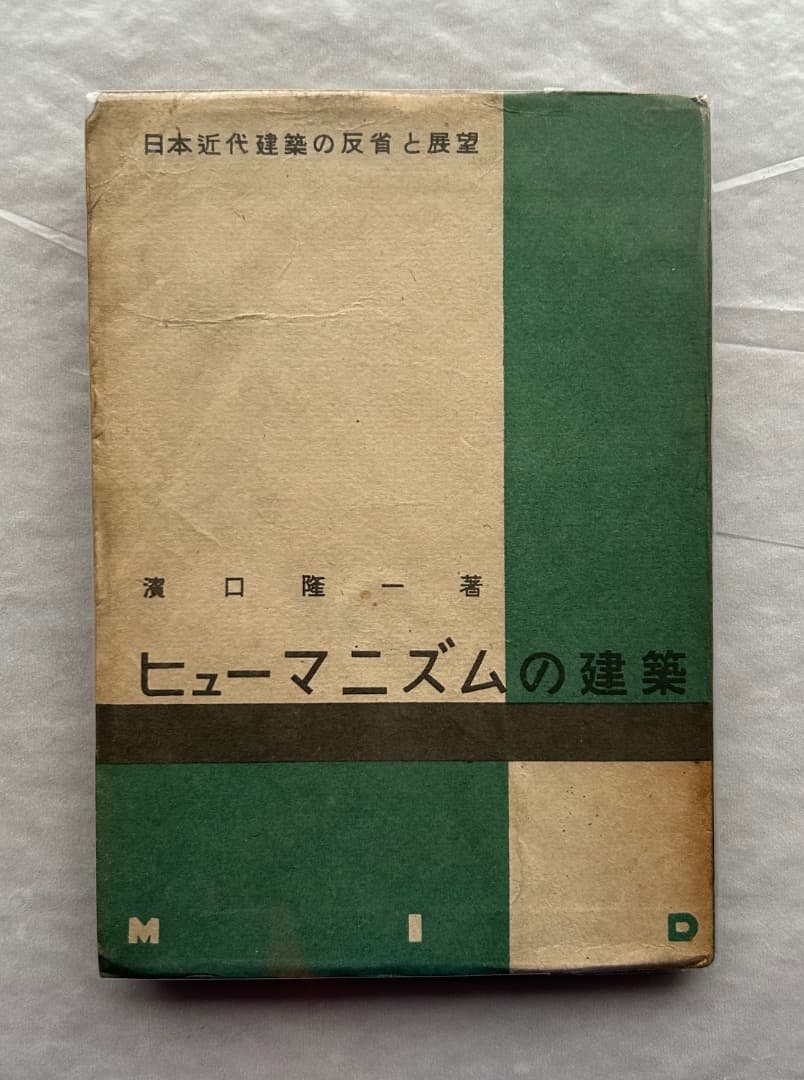 日本近代建築の反省と展望
濱口隆一著
ヒューマニズムの建築
MID